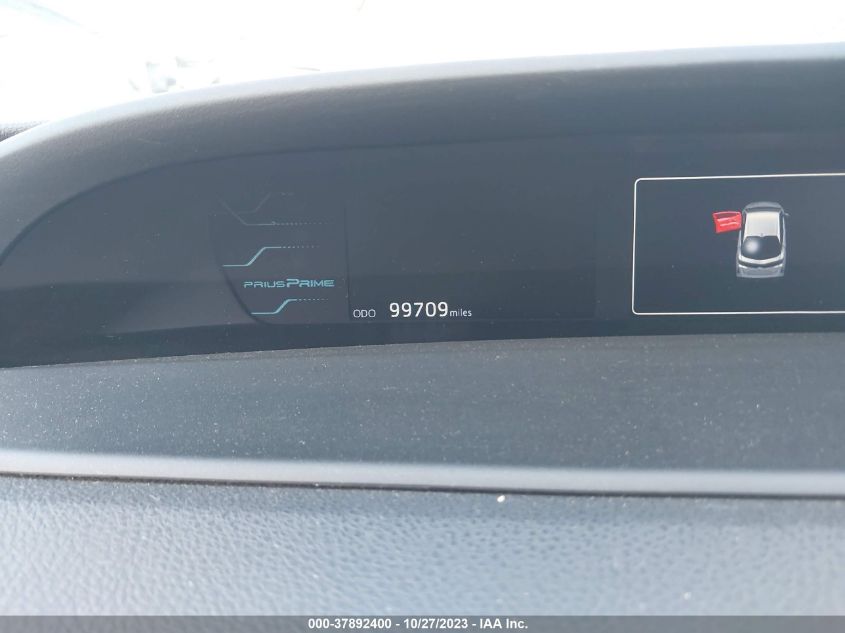 PRIUS PRIME
ODO 99709 miles
000-37892400 - 10/27/2023 - IAA Inc.